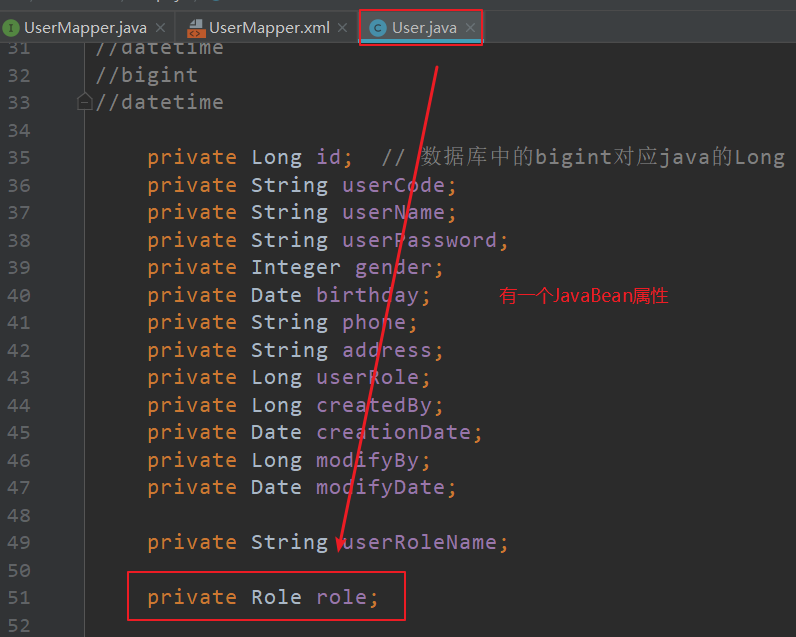 UserMapper.java × UserMapper.xml × User.java ×
31 //datetime
32 //bigint
33 //datetime
34
35 private Long id; // 数据库中的bigint对应java的Long
36 private String userCode;
37 private String userName;
38 private String userPassword;
39 private Integer gender;
40 private Date birthday; 有一个JavaBean属性
41 private String phone;
42 private String address;
43 private Long userRole;
44 private Long createdBy;
45 private Date creationDate;
46 private Long modifyBy;
47 private Date modifyDate;
48
49 private String userRoleName;
50
51 private Role role;
52